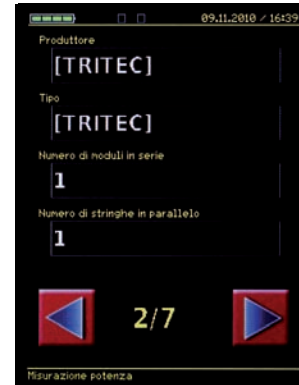 09.11.2010 / 16:39
Produttore
[TRITEC]
Tipo
[TRITEC]
Numero di moduli in serie
1
Numero di stringhe in parallelo
1
2/7
Misurazione potenza